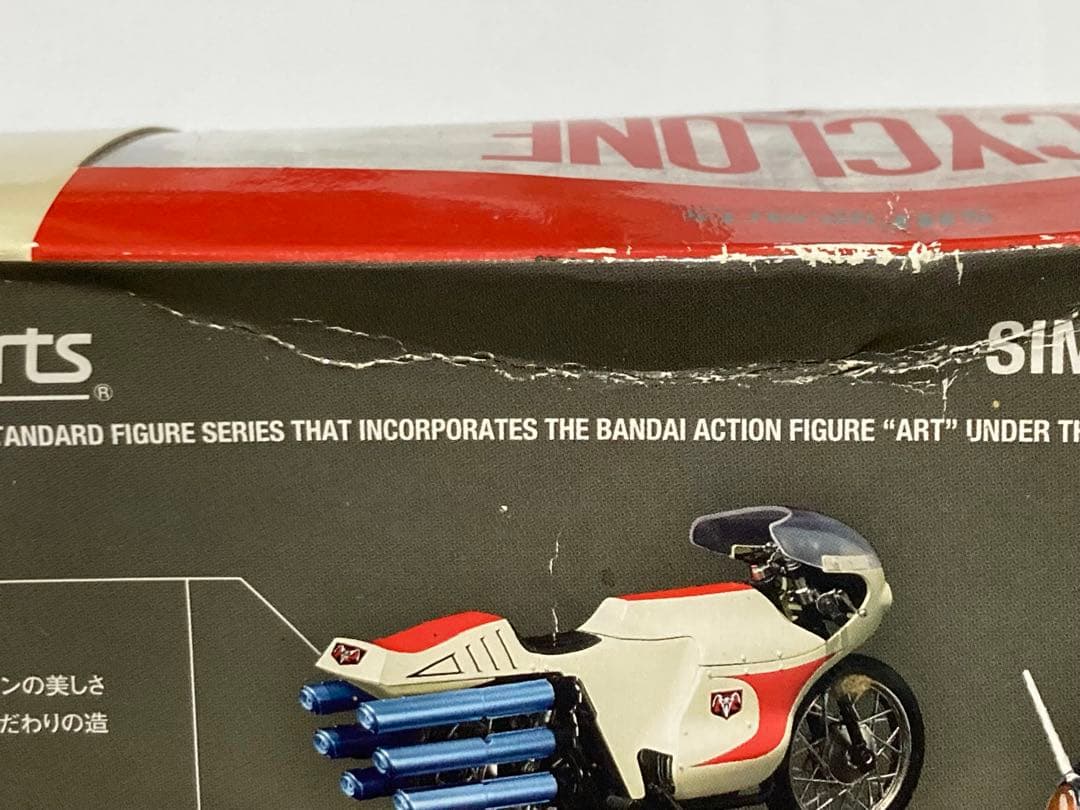 CYCLONE
rts®
SIM
TANDARD FIGURE SERIES THAT INCORPORATES THE BANDAI ACTION FIGURE “ART” UNDER TH
ンの美しさ
だわりの造